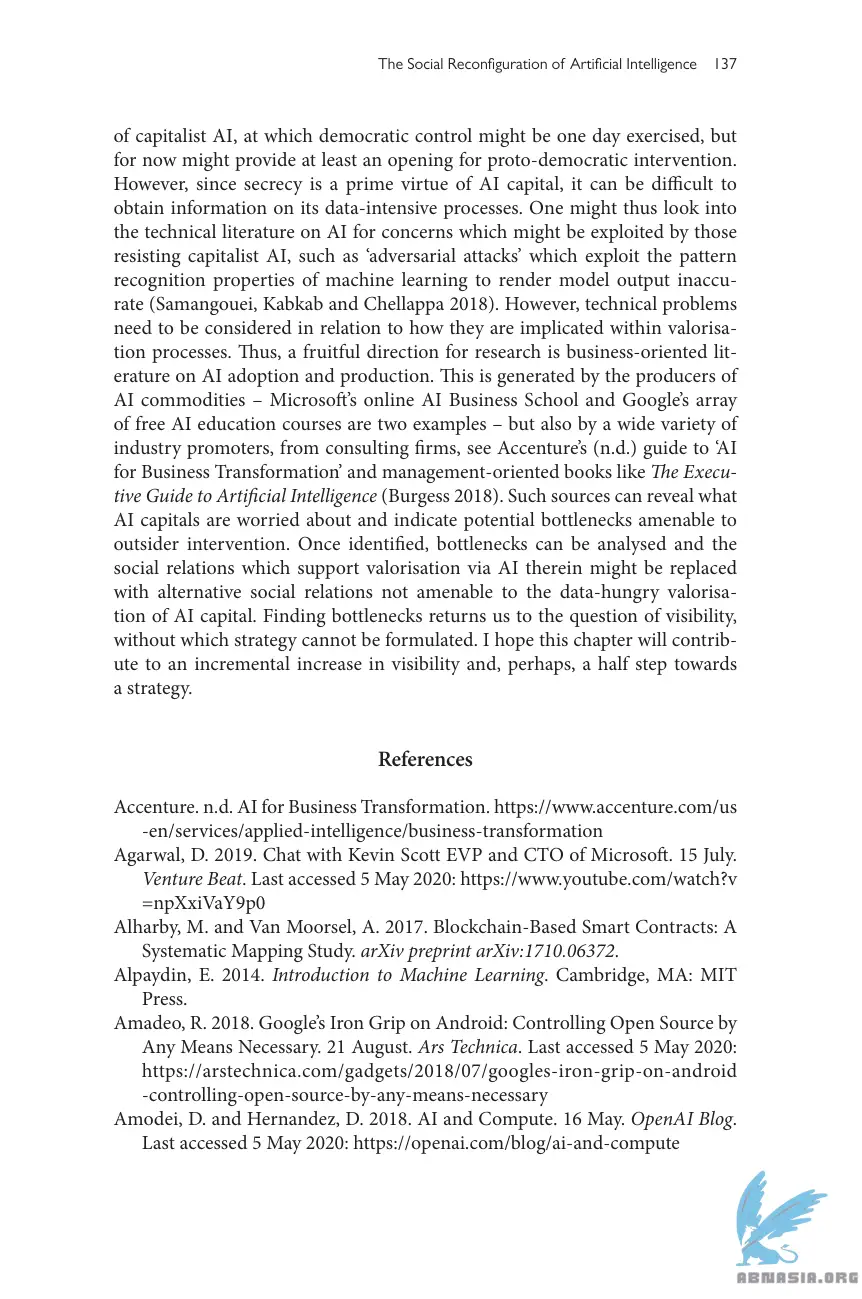 The Social Reconfiguration of Artificial Intelligence 137
of capitalist AI, at which democratic control might be one day exercised, but
for now might provide at least an opening for proto-democratic intervention.
However, since secrecy is a prime virtue of AI capital, it can be difficult to
obtain information on its data-intensive processes. One might thus look into
the technical literature on AI for concerns which might be exploited by those
resisting capitalist AI, such as ‘adversarial attacks’ which exploit the pattern
recognition properties of machine learning to render model output inaccu-
rate (Samangouei, Kabkab and Chellappa 2018). However, technical problems
need to be considered in relation to how they are implicated within valorisa-
tion processes. Thus, a fruitful direction for research is business-oriented lit-
erature on AI adoption and production. This is generated by the producers of
AI commodities – Microsoft’s online AI Business School and Google’s array
of free AI education courses are two examples – but also by a wide variety of
industry promoters, from consulting firms, see Accenture’s (n.d.) guide to ‘AI
for Business Transformation’ and management-oriented books like The Execu-
tive Guide to Artificial Intelligence (Burgess 2018). Such sources can reveal what
AI capitals are worried about and indicate potential bottlenecks amenable to
outsider intervention. Once identified, bottlenecks can be analysed and the
social relations which support valorisation via AI therein might be replaced
with alternative social relations not amenable to the data-hungry valorisa-
tion of AI capital. Finding bottlenecks returns us to the question of visibility,
without which strategy cannot be formulated. I hope this chapter will contrib-
ute to an incremental increase in visibility and, perhaps, a half step towards
a strategy.
References
Accenture. n.d. AI for Business Transformation. https://www.accenture.com/us
-en/services/applied-intelligence/business-transformation
Agarwal, D. 2019. Chat with Kevin Scott EVP and CTO of Microsoft. 15 July.
Venture Beat. Last accessed 5 May 2020: https://www.youtube.com/watch?v
=npXxiVaY9p0
Alharby, M. and Van Moorsel, A. 2017. Blockchain-Based Smart Contracts: A
Systematic Mapping Study. arXiv preprint arXiv:1710.06372.
Alpaydin, E. 2014. Introduction to Machine Learning. Cambridge, MA: MIT
Press.
Amadeo, R. 2018. Google’s Iron Grip on Android: Controlling Open Source by
Any Means Necessary. 21 August. Ars Technica. Last accessed 5 May 2020:
https://arstechnica.com/gadgets/2018/07/googles-iron-grip-on-android
-controlling-open-source-by-any-means-necessary
Amodei, D. and Hernandez, D. 2018. AI and Compute. 16 May. OpenAI Blog.
Last accessed 5 May 2020: https://openai.com/blog/ai-and-compute
ABNASIA.ORG